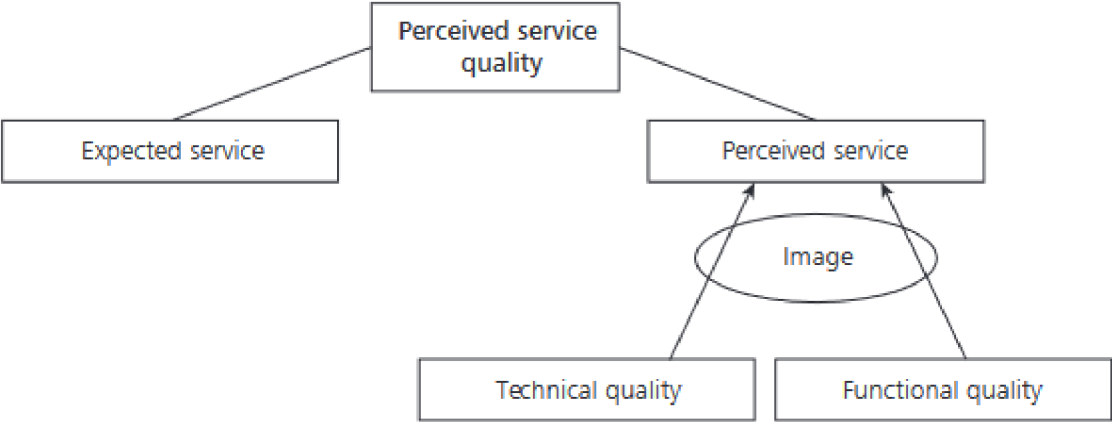 Perceived service
quality
Expected service
Perceived service
Image
Technical quality
Functional quality